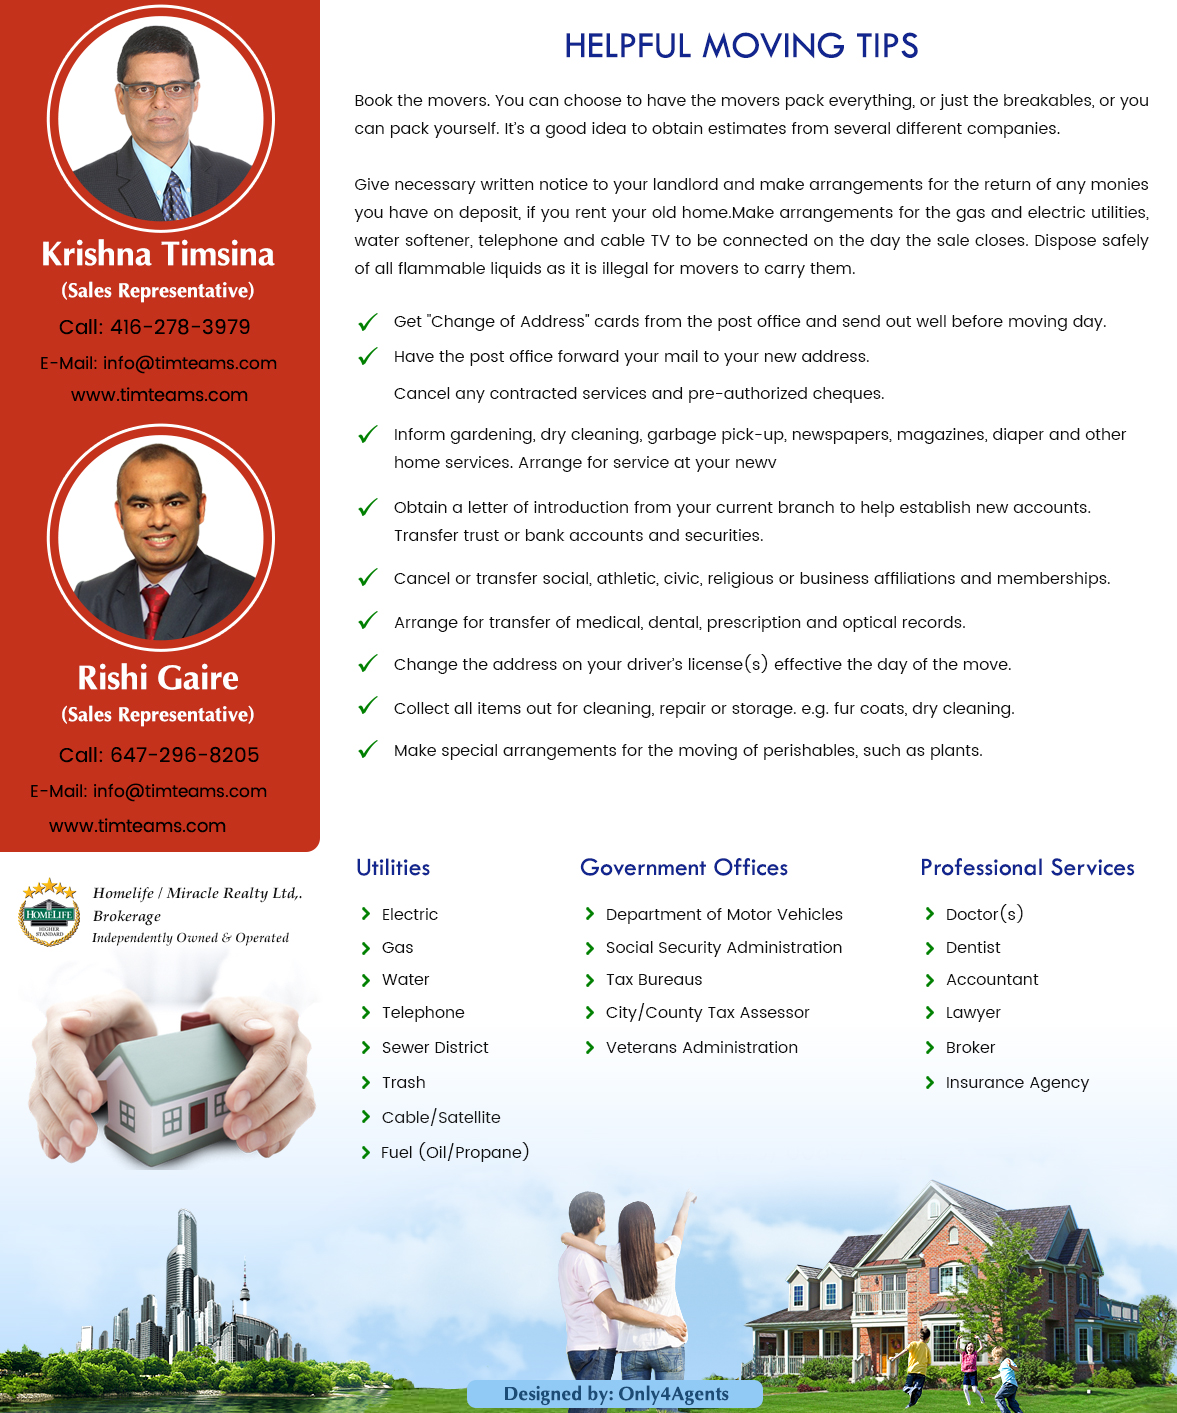 Krishna Timsina
(Sales Representative)
Call: 416-278-3979
E-Mail: info@timteams.com
www.timteams.com
Rishi Gaire
(Sales Representative)
Call: 647-296-8205
E-Mail: info@timteams.com
www.timteams.com
HOMELIFE
HIGHER
STANDARD
Homelife / Miracle Realty Ltd,.
Brokerage
Independently Owned & Operated
HELPFUL MOVING TIPS
Book the movers. You can choose to have the movers pack everything, or just the breakables, or you
can pack yourself. It's a good idea to obtain estimates from several different companies.
Give necessary written notice to your landlord and make arrangements for the return of any monies
you have on deposit, if you rent your old home.Make arrangements for the gas and electric utilities,
water softener, telephone and cable TV to be connected on the day the sale closes. Dispose safely
of all flammable liquids as it is illegal for movers to carry them.
Get "Change of Address" cards from the post office and send out well before moving day.
Have the post office forward your mail to your new address.
Cancel any contracted services and pre-authorized cheques.
Inform gardening, dry cleaning, garbage pick-up, newspapers, magazines, diaper and other
home services. Arrange for service at your newv
Obtain a letter of introduction from your current branch to help establish new accounts.
Transfer trust or bank accounts and securities.
Cancel or transfer social, athletic, civic, religious or business affiliations and memberships.
Arrange for transfer of medical, dental, prescription and optical records.
Change the address on your driver's license(s) effective the day of the move.
Collect all items out for cleaning, repair or storage. e.g. fur coats, dry cleaning.
Make special arrangements for the moving of perishables, such as plants.
Utilities
Electric
Gas
Water
Telephone
Sewer District
Trash
Cable/Satellite
Fuel (Oil/Propane)
Government Offices
Department of Motor Vehicles
Social Security Administration
Tax Bureaus
City/County Tax Assessor
Veterans Administration
Professional Services
Doctor(s)
Dentist
Accountant
Lawyer
Broker
Insurance Agency
Designed by: Only4Agents